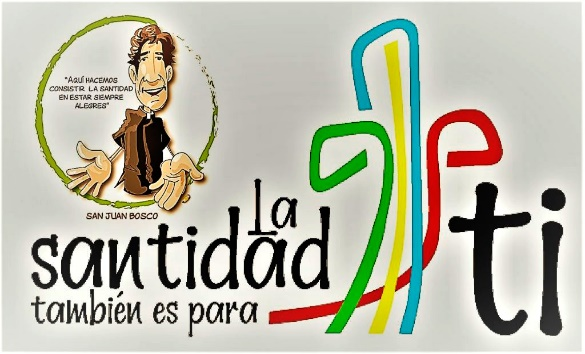 "AQUÍ HACEMOS
CONSISTIR LA SANTIDAD
EN ESTAR SIEMPRE
ALEGRES"
SAN JUAN BOSCO
La
santidad
también es para ti